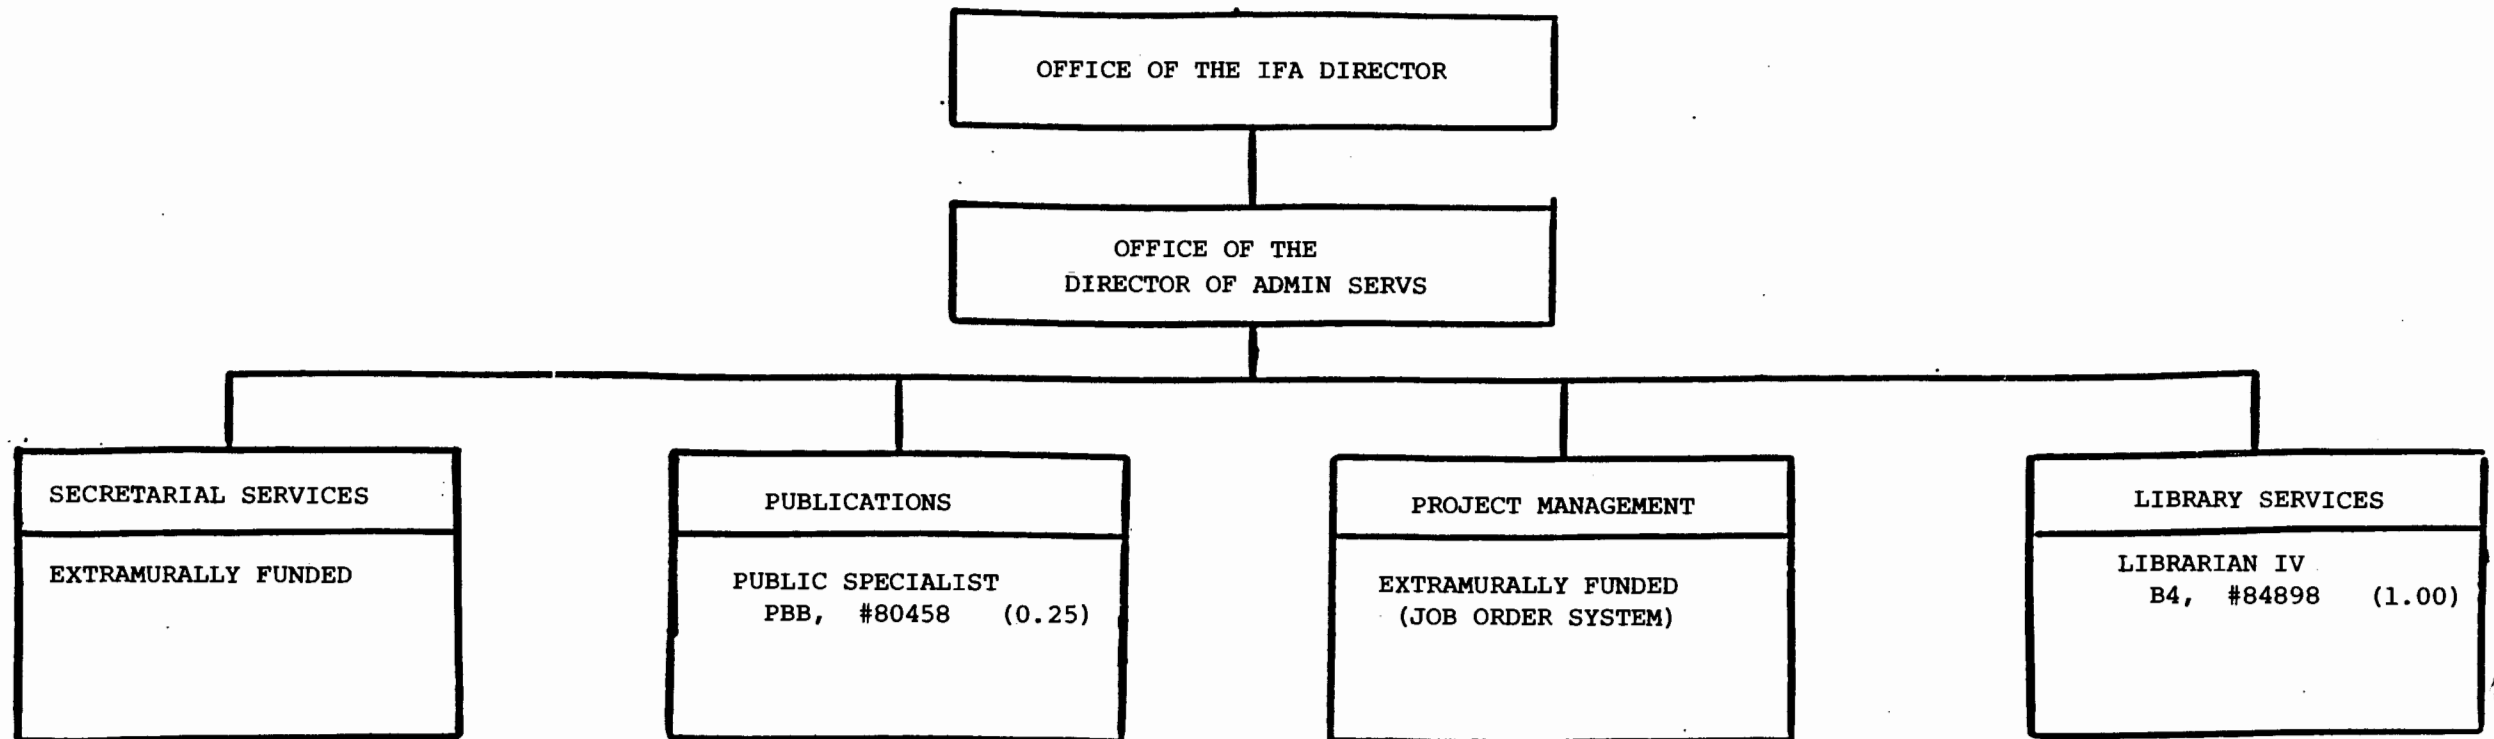 OFFICE OF THE IFA DIRECTOR
OFFICE OF THE
DIRECTOR OF ADMIN SERVS
SECRETARIAL SERVICES
EXTRAMURALLY FUNDED
PUBLICATIONS
PUBLIC SPECIALIST
PBB, #80458 (0.25)
PROJECT MANAGEMENT
EXTRAMURALLY FUNDED
(JOB ORDER SYSTEM)
LIBRARY SERVICES
LIBRARIAN IV
B4, #84898 (1.00)